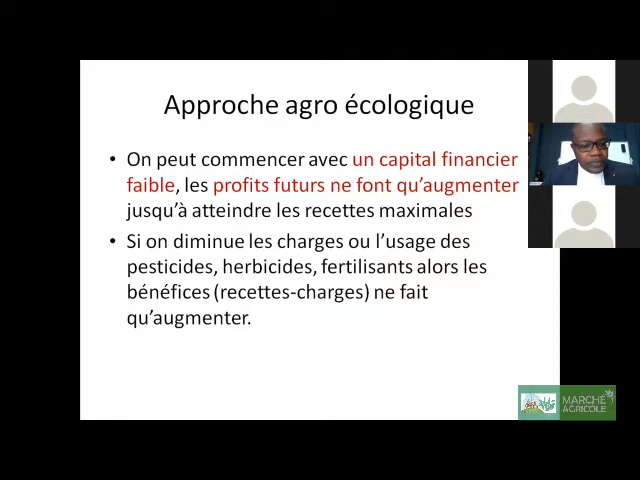 Approche agro écologique
• On peut commencer avec un capital financier
faible, les profits futurs ne font qu'augmenter
jusqu'à atteindre les recettes maximales
• Si on diminue les charges ou l'usage des
pesticides, herbicides, fertilisants alors les
bénéfices (recettes-charges) ne fait
qu'augmenter.
MARCHÉ
AGRICOLE